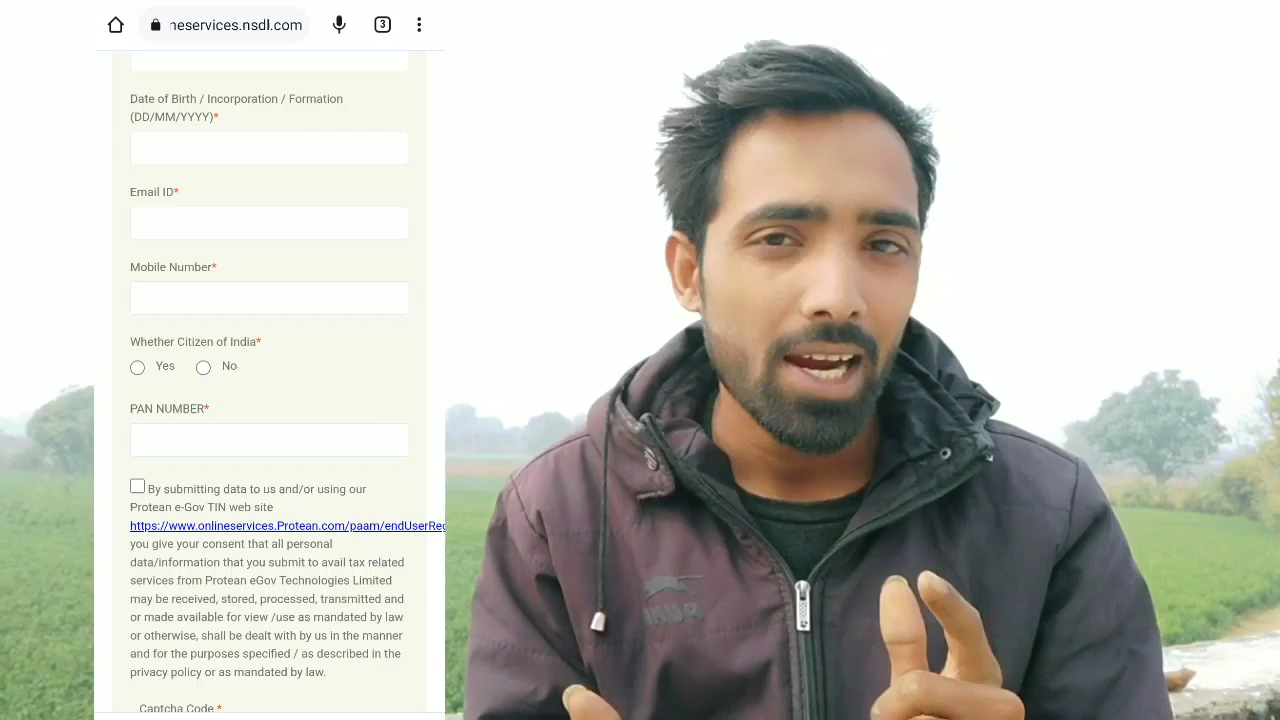 neservices.nsdl.com
3
Date of Birth / Incorporation / Formation
(DD/MM/YYYY)*
Email ID*
Mobile Number*
Whether Citizen of India*
Yes No
PAN NUMBER*
By submitting data to us and/or using our
Protean e-Gov TIN web site
https://www.onlineservices.Protean.com/paam/endUserReg
you give your consent that all personal
data/information that you submit to avail tax related
services from Protean eGov Technologies Limited
may be received, stored, processed, transmitted and
or made available for view /use as mandated by law
or otherwise, shall be dealt with by us in the manner
and for the purposes specified / as described in the
privacy policy or as mandated by law.
Captcha Code *